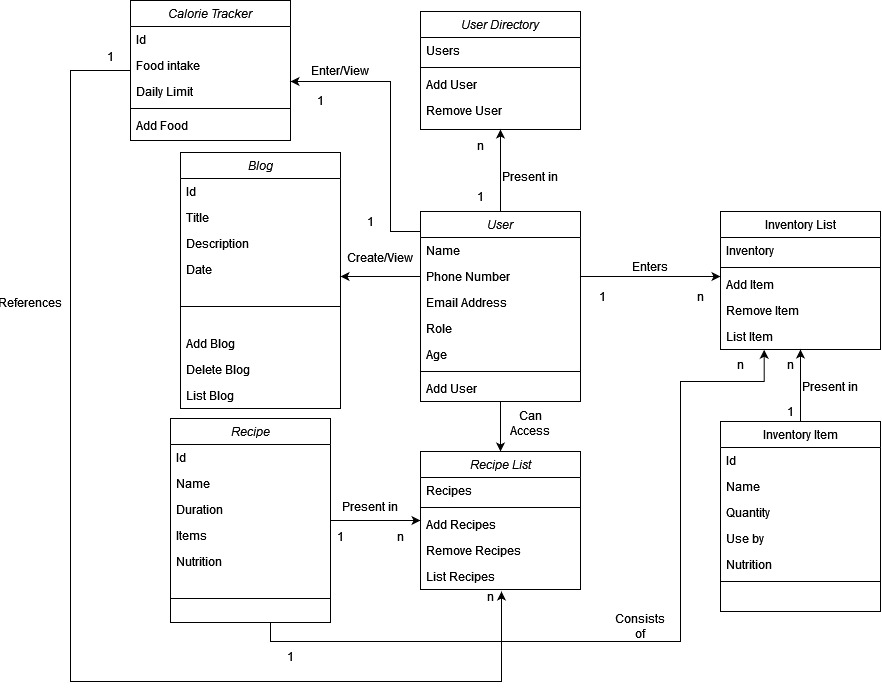 Calorie Tracker
Id
Food intake
Daily Limit
Add Food
1
Enter/View
1
1
User Directory
Users
Add User
Remove User
n
Present in
1
Blog
Id
Title
Description
Date
Add Blog
Delete Blog
List Blog
Create/View
User
Name
Phone Number
Email Address
Role
Age
Add User
Enters
1
n
Inventory List
Inventory
Add Item
Remove Item
List Item
References
n
n
Present in
1
Can
Access
Recipe
Id
Name
Duration
Items
Nutrition
Present in
1
n
Recipe List
Recipes
Add Recipes
Remove Recipes
List Recipes
n
Inventory Item
Id
Name
Quantity
Use by
Nutrition
Consists
of
1